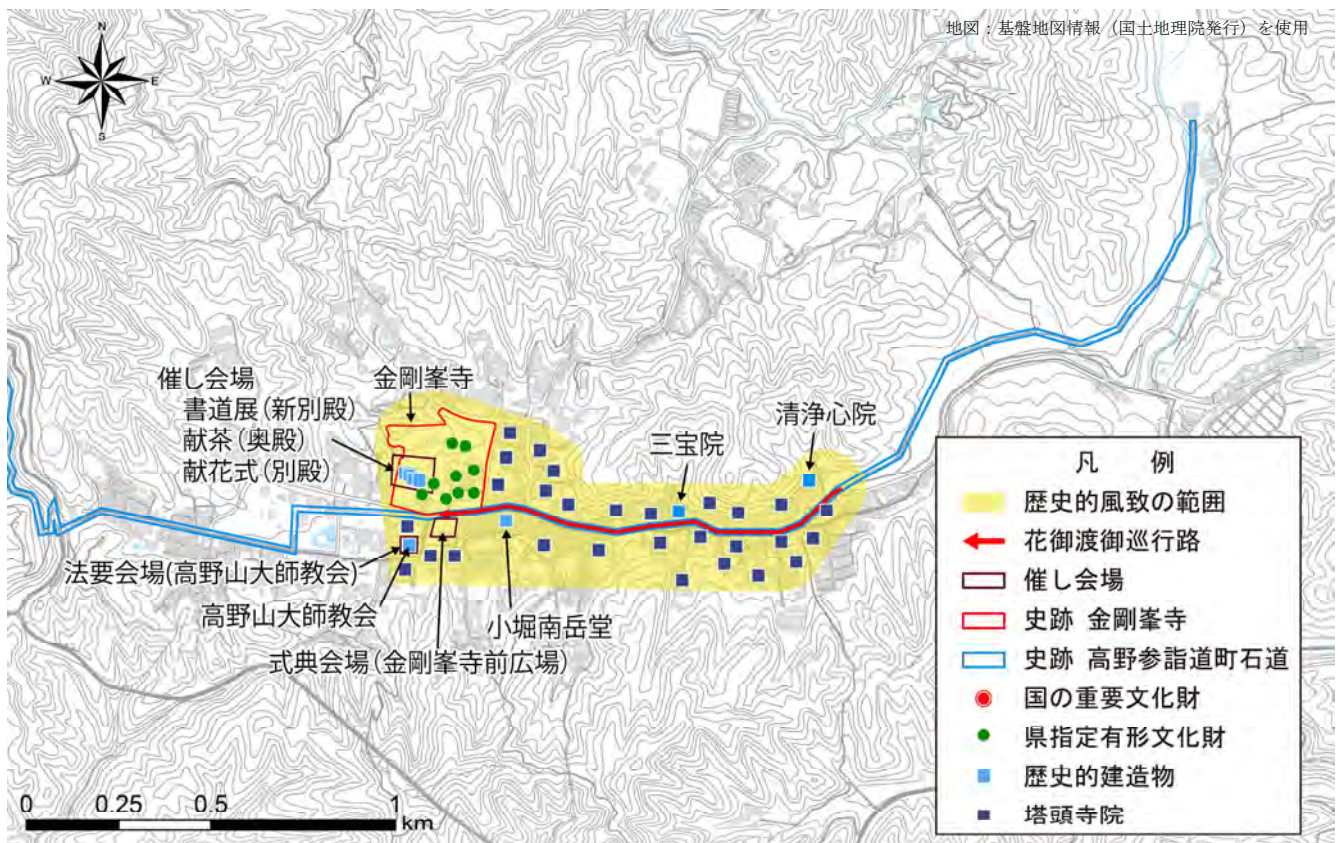 地図：基盤地図情報（国土地理院発行）を使用
N
W
E
S
催し会場
書道展(新別殿)
献茶(奥殿)
献花式(別殿)
金剛峯寺
三宝院
清浄心院
法要会場(高野山大師教会)
高野山大師教会
小堀南岳堂
式典会場(金剛峯寺前広場)
凡　例
歴史的風致の範囲
花御渡御巡行路
催し会場
史跡 金剛峯寺
史跡 高野参詣道町石道
国の重要文化財
県指定有形文化財
歴史的建造物
塔頭寺院
0 0.25 0.5 1
km